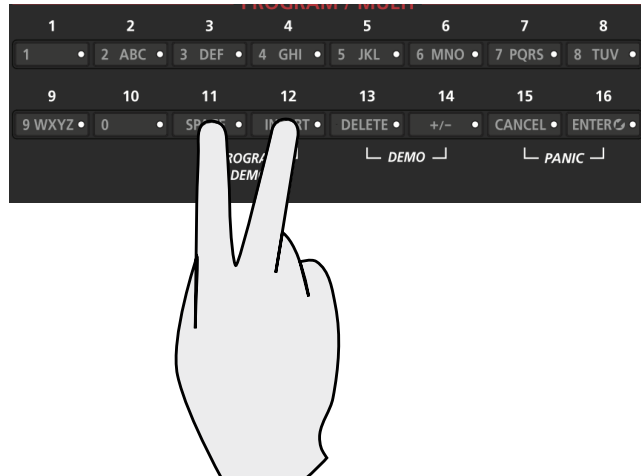 PROGRAM / MULTI
1 2 3 4 5 6 7 8
1 2 ABC 3 DEF 4 GHI 5 JKL 6 MNO 7 PQRS 8 TUV
9 10 11 12 13 14 15 16
9 WXYZ 0 DELETE +/– CANCEL ENTER
DEMO PANIC